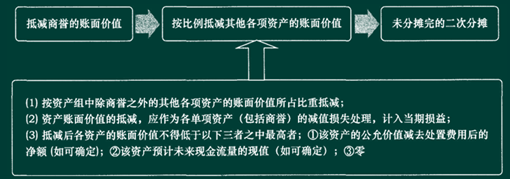 抵减商誉的账面价值
按比例抵减其他各项资产的账面价值
未分摊完的二次分摊
(1) 按资产组中除商誉之外的其他各项资产的账面价值所占比重抵减；
(2) 资产账面价值的抵减，应作为各单项资产（包括商誉）的减值损失处理，计入当期损益；
(3) 抵减后各资产的账面价值不得低于以下三者之中最高者；①该资产的公允价值减去处置费用后的
净额 (如可确定)；②该资产预计未来现金流量的现值（如可确定）；③零